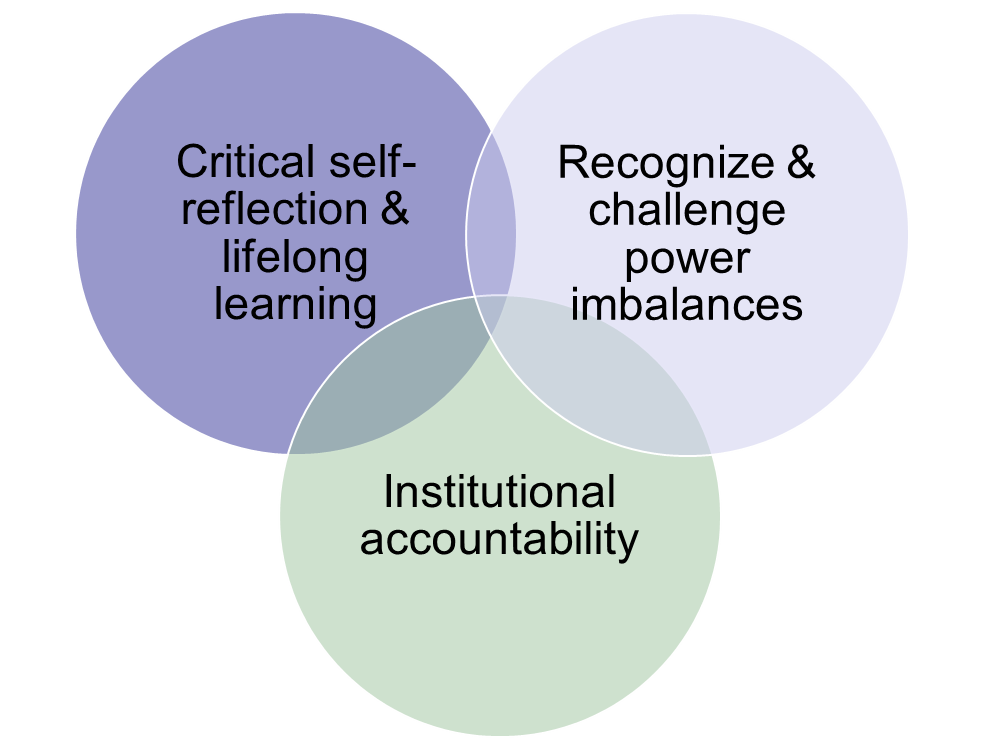 Critical self-
reflection &
lifelong
learning
Recognize &
challenge
power
imbalances
Institutional
accountability